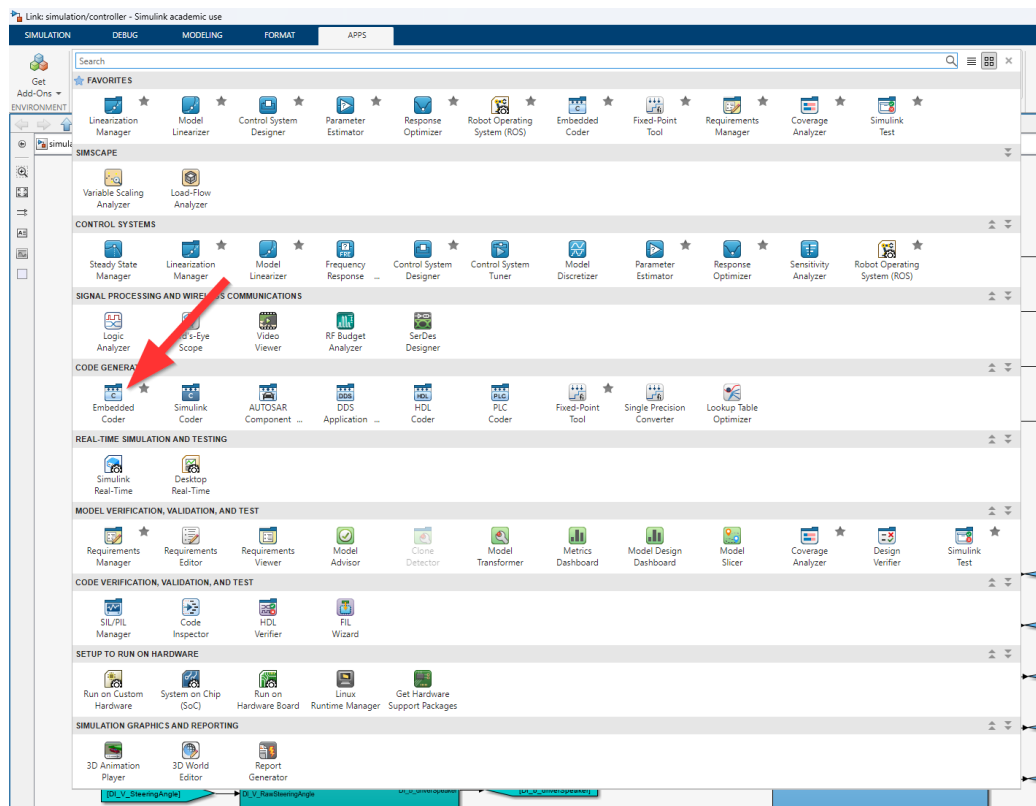 Link: simulation/controller - Simulink academic use
SIMULATION DEBUG MODELING FORMAT APPS
Get
Add-Ons
ENVIRONMENT
Search
FAVORITES
Linearization Manager
Model Linearizer
Control System Designer
Parameter Estimator
Response Optimizer
Robot Operating System (ROS)
Embedded Coder
Fixed-Point Tool
Requirements Manager
Coverage Analyzer
Simulink Test
simula
SIMSCAPE
Variable Scaling Analyzer
Load-Flow Analyzer
CONTROL SYSTEMS
Steady State Manager
Linearization Manager
Model Linearizer
Frequency Response ...
Control System Designer
Control System Tuner
Model Discretizer
Parameter Estimator
Response Optimizer
Sensitivity Analyzer
Robot Operating System (ROS)
SIGNAL PROCESSING AND WIRELESS COMMUNICATIONS
Logic Analyzer
d's-Eye Scope
Video Viewer
RF Budget Analyzer
SerDes Designer
CODE GENERAT
Embedded Coder
Simulink Coder
AUTOSAR Component ...
DDS Application ...
HDL Coder
PLC Coder
Fixed-Point Tool
Single Precision Converter
Lookup Table Optimizer
REAL-TIME SIMULATION AND TESTING
Simulink Real-Time
Desktop Real-Time
MODEL VERIFICATION, VALIDATION, AND TEST
Requirements Manager
Requirements Editor
Requirements Viewer
Model Advisor
Clone Detector
Model Transformer
Metrics Dashboard
Model Design Dashboard
Model Slicer
Coverage Analyzer
Design Verifier
Simulink Test
CODE VERIFICATION, VALIDATION, AND TEST
SIL/PIL Manager
Code Inspector
HDL Verifier
FIL Wizard
SETUP TO RUN ON HARDWARE
Run on Custom Hardware
System on Chip (SoC)
Run on Hardware Board
Linux Runtime Manager
Get Hardware Support Packages
SIMULATION GRAPHICS AND REPORTING
3D Animation Player
3D World Editor
Report Generator
[DI_V_SteeringAngle] DI_V_RawSteeringAngle